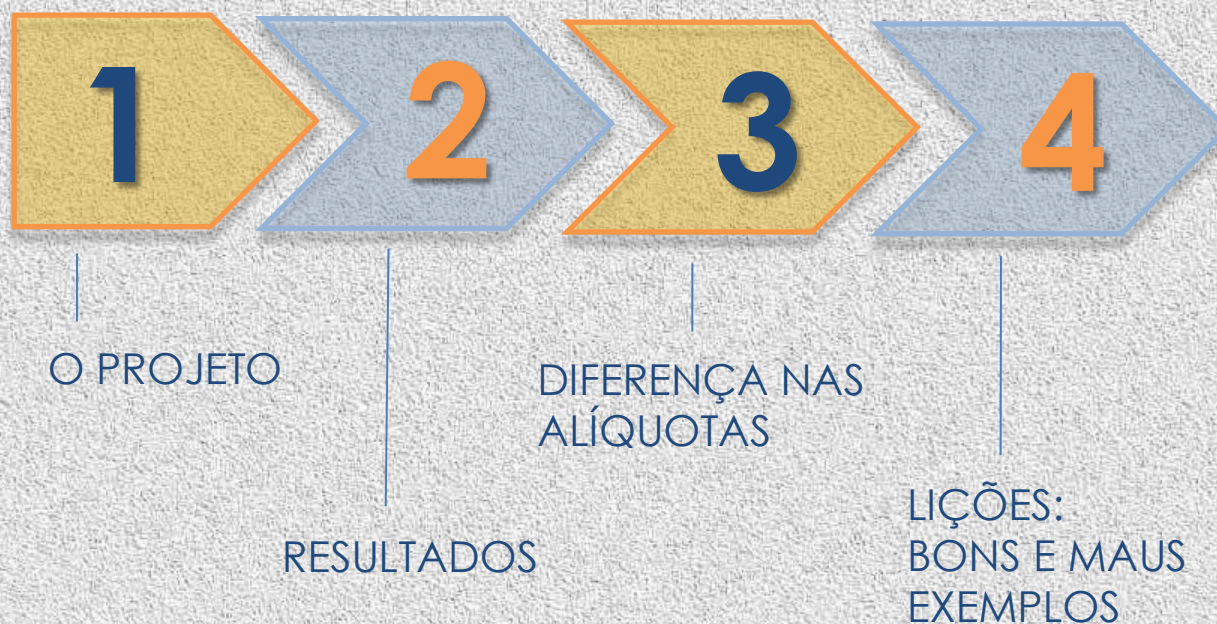 1
2
3
4
O PROJETO
RESULTADOS
DIFERENÇA NAS
ALÍQUOTAS
LIÇÕES:
BONS E MAUS
EXEMPLOS